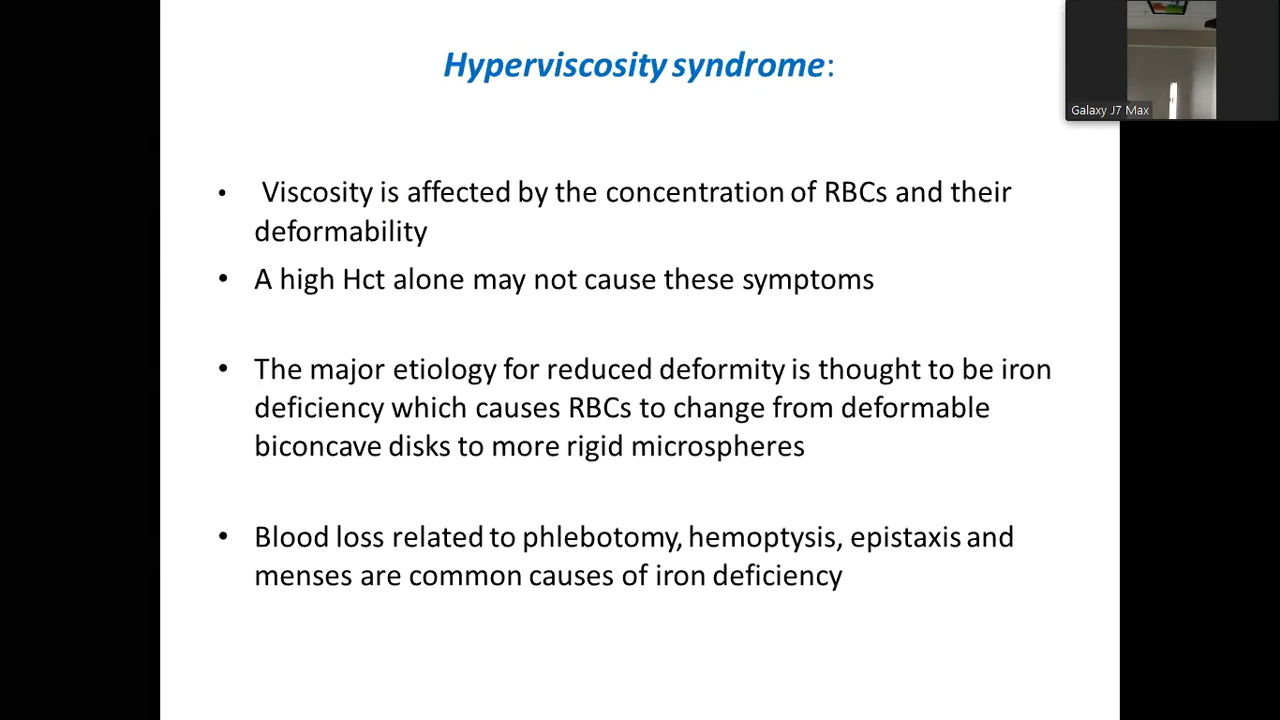 Hyperviscosity syndrome:
Galaxy J7 Max
• Viscosity is affected by the concentration of RBCs and their
deformability
• A high Hct alone may not cause these symptoms
• The major etiology for reduced deformity is thought to be iron
deficiency which causes RBCs to change from deformable
biconcave disks to more rigid microspheres
• Blood loss related to phlebotomy, hemoptysis, epistaxis and
menses are common causes of iron deficiency